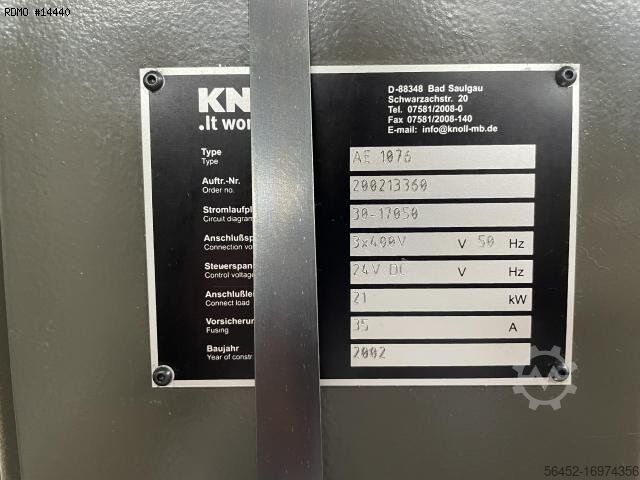 RDMO #14440
KN
.It wor
D-88348 Bad Saulgau
Schwarzachstr. 20
Tel. 07581/2008-0
Fax 07581/2008-140
E-mail: info@knoll-mb.de
Type AE 1076
Type
Auftr.-Nr. 200213360
Order no.
Stromlaufpl 30-17050
Circuit diagram
Anschlußsp 3x400V V 50 Hz
Connection vo
Steuerspan 24V DC V Hz
Control voltage
Anschlußlei 21 kW
Connect load
Vorsicherun 35 A
Fusing
Baujahr 2002
Year of constr
56452-16974356